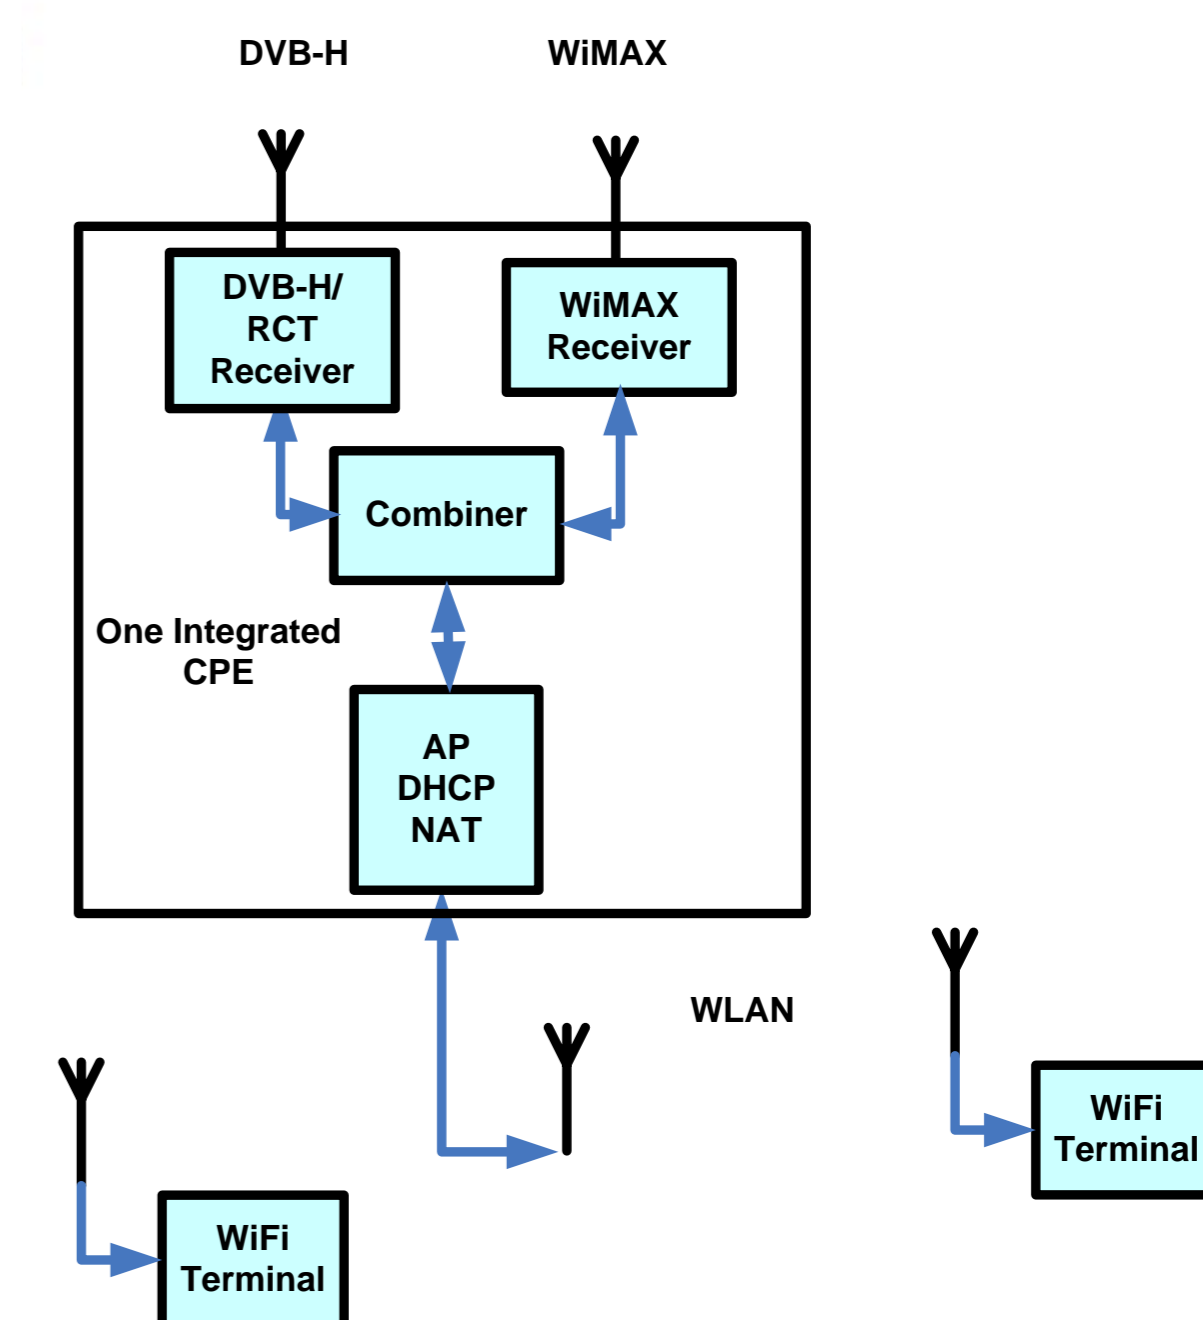 DVB-H
WiMAX
DVB-H/
RCT
Receiver
WiMAX
Receiver
Combiner
One Integrated
CPE
AP
DHCP
NAT
WLAN
WiFi
Terminal
WiFi
Terminal